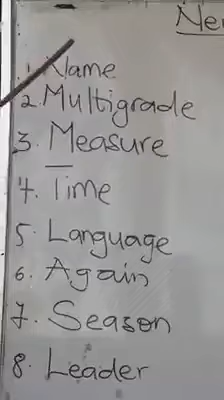 1. Name
2. Multigrade
3. Measure
4. Time
5. Language
6. Again
7. Season
8. Leader